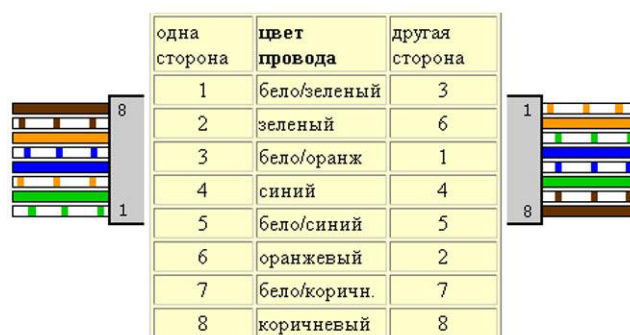 одна сторона
цвет провода
другая сторона
1 бело/зеленый 3
2 зеленый 6
3 бело/оранж 1
4 синий 4
5 бело/синий 5
6 оранжевый 2
7 бело/коричн. 7
8 коричневый 8
8
1
1
8